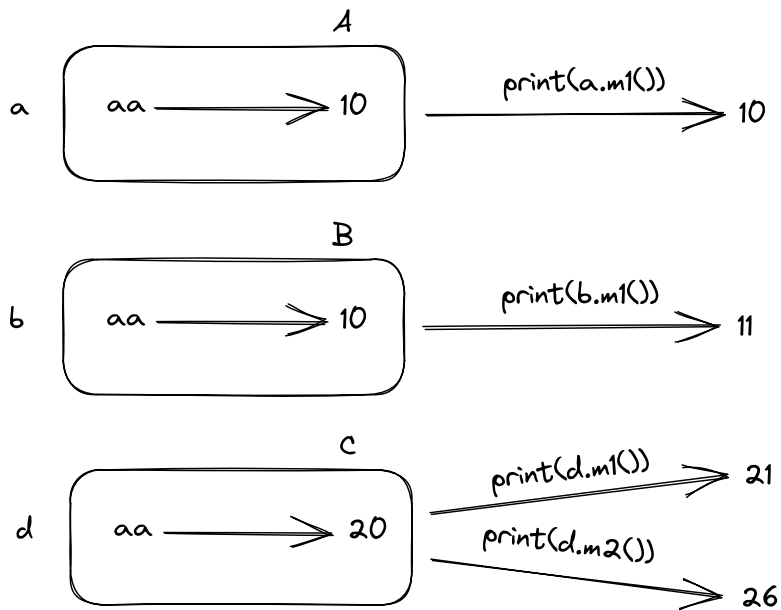 A
a
aa
10
print(a.m1())
10
B
b
aa
10
print(b.m1())
11
C
d
aa
20
print(d.m1())
21
print(d.m2())
26